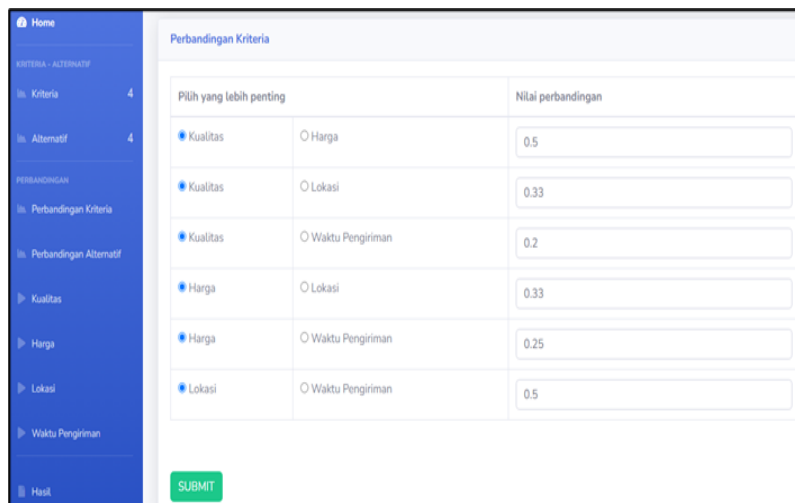 Home
KRITERIA - ALTERNATIF
Kriteria 4
Alternatif 4
PERBANDINGAN
Perbandingan Kriteria
Perbandingan Alternatif
Kualitas
Harga
Lokasi
Waktu Pengiriman
Hasil
Perbandingan Kriteria
Pilih yang lebih penting Nilai perbandingan
Kualitas Harga 0.5
Kualitas Lokasi 0.33
Kualitas Waktu Pengiriman 0.2
Harga Lokasi 0.33
Harga Waktu Pengiriman 0.25
Lokasi Waktu Pengiriman 0.5
SUBMIT